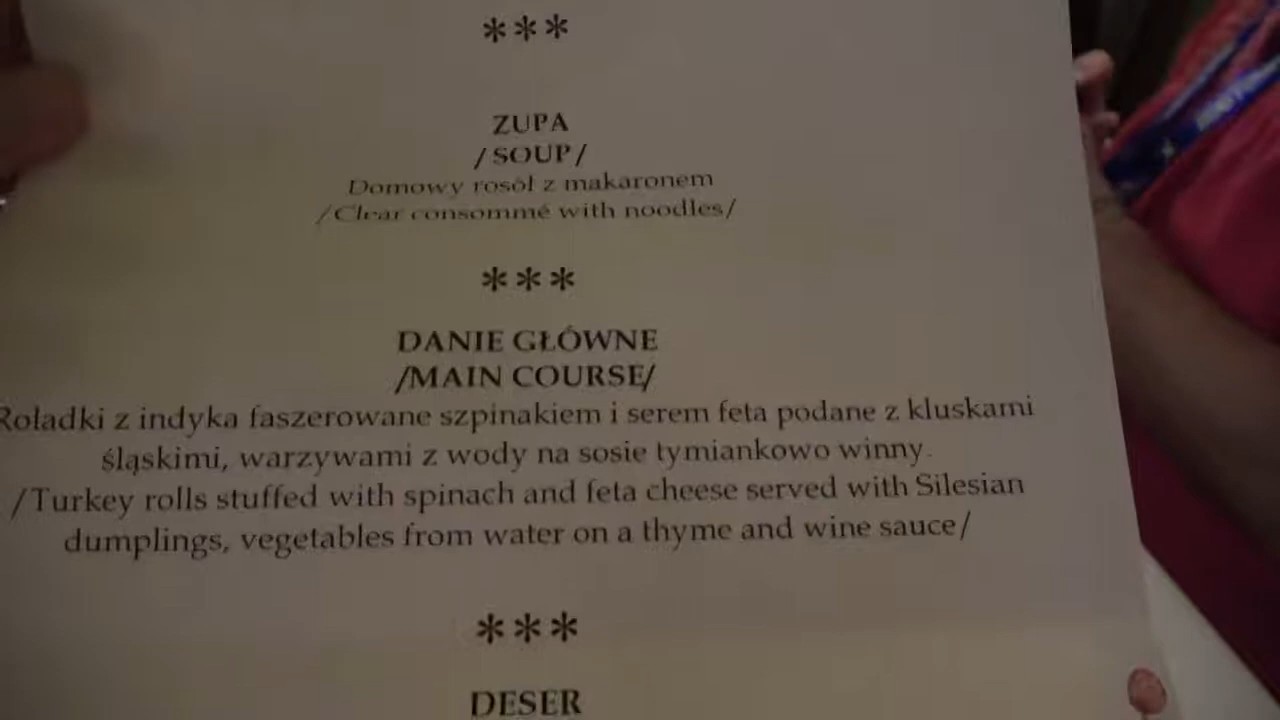 ***
ZUPA
/SOUP/
Domowy rosół z makaronem
/Clear consommé with noodles/
***
DANIE GŁÓWNE
/MAIN COURSE/
Roladki z indyka faszerowane szpinakiem i serem feta podane z kluskami
śląskimi, warzywami z wody na sosie tymiankowo winny.
/Turkey rolls stuffed with spinach and feta cheese served with Silesian
dumplings, vegetables from water on a thyme and wine sauce/
***
DESER